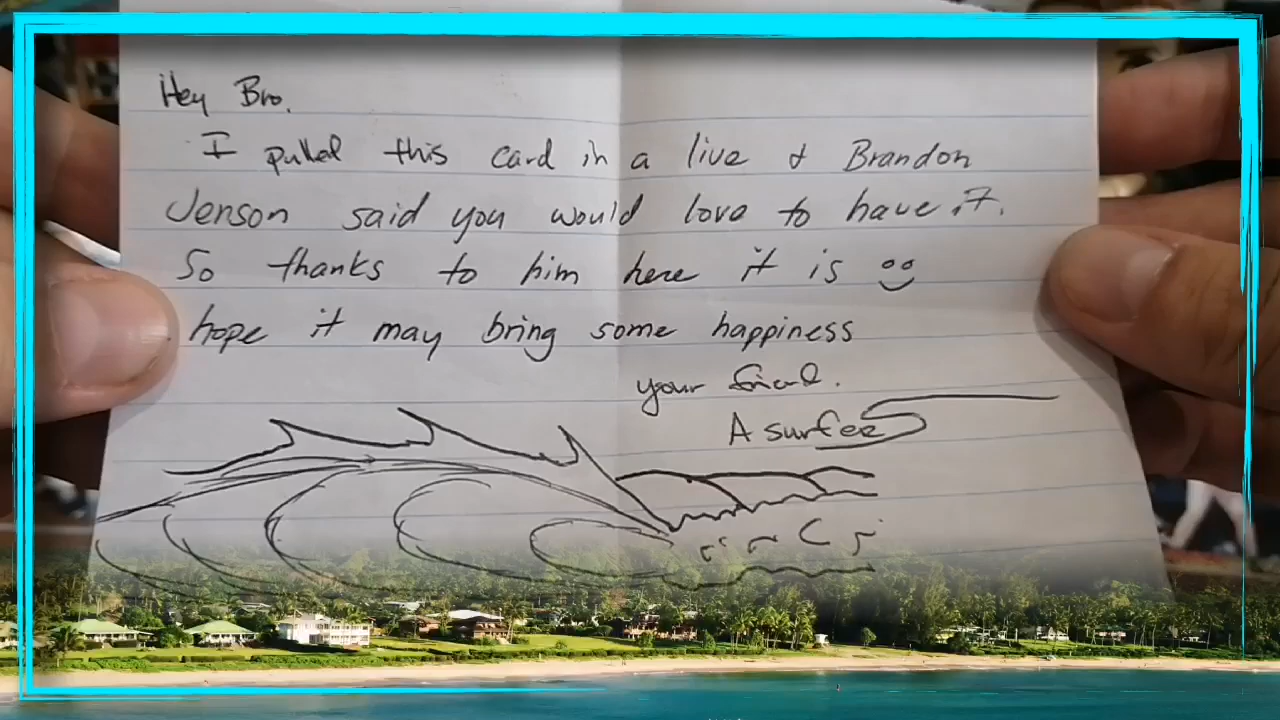 Hey Bro.
I pulled this card in a live & Brandon
Jenson said you would love to have it.
So thanks to him here it is
hope it may bring some happiness
your friend.
A surfer